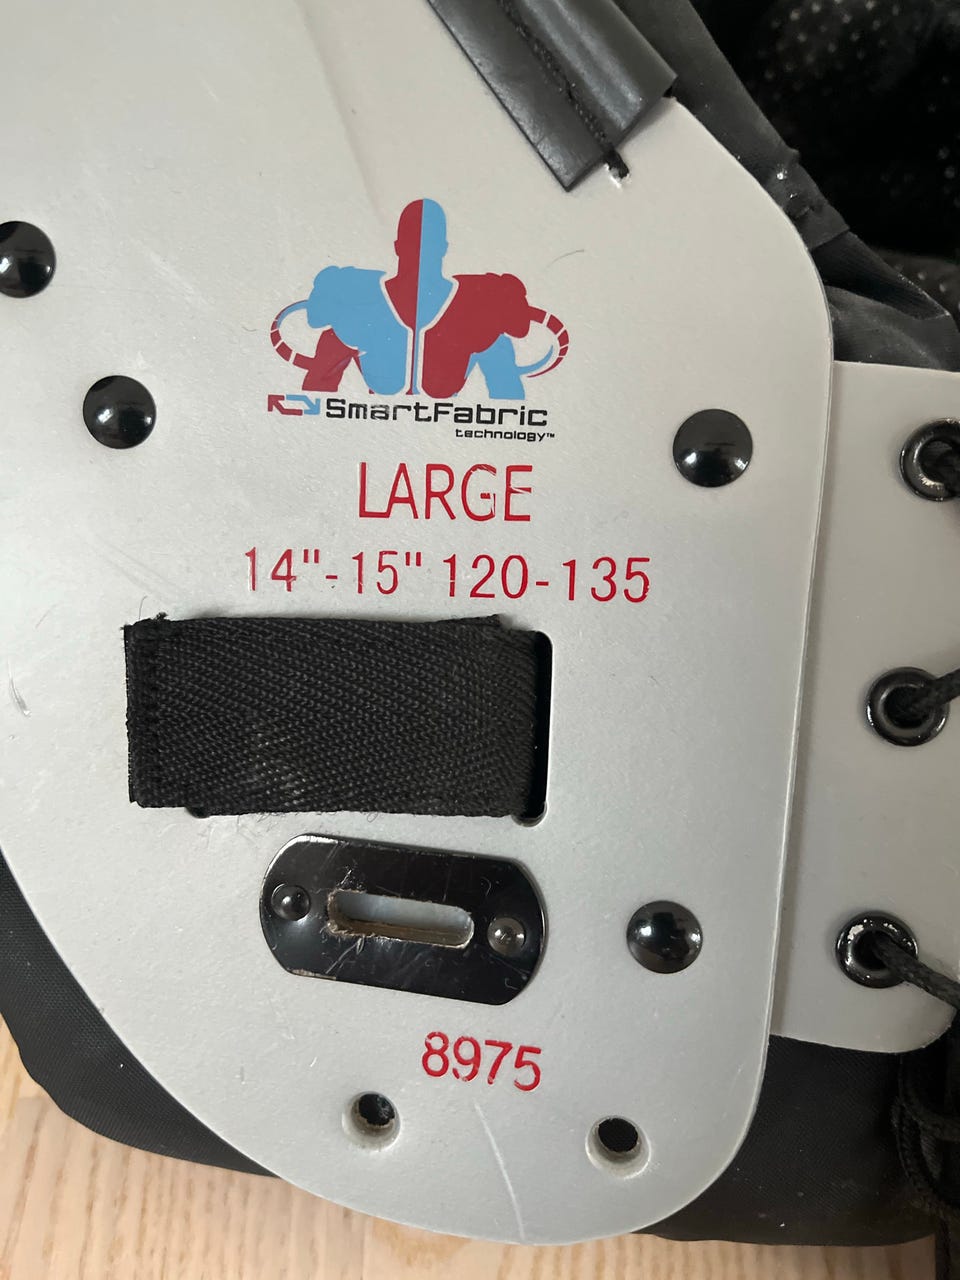 SmartFabric
technology™
LARGE
14"-15" 120-135
8975